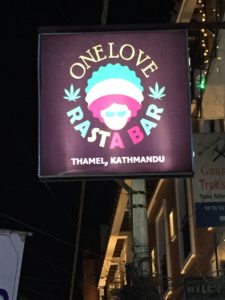 ONE LOVE
RASTA BAR
THAMEL, KATHMANDU